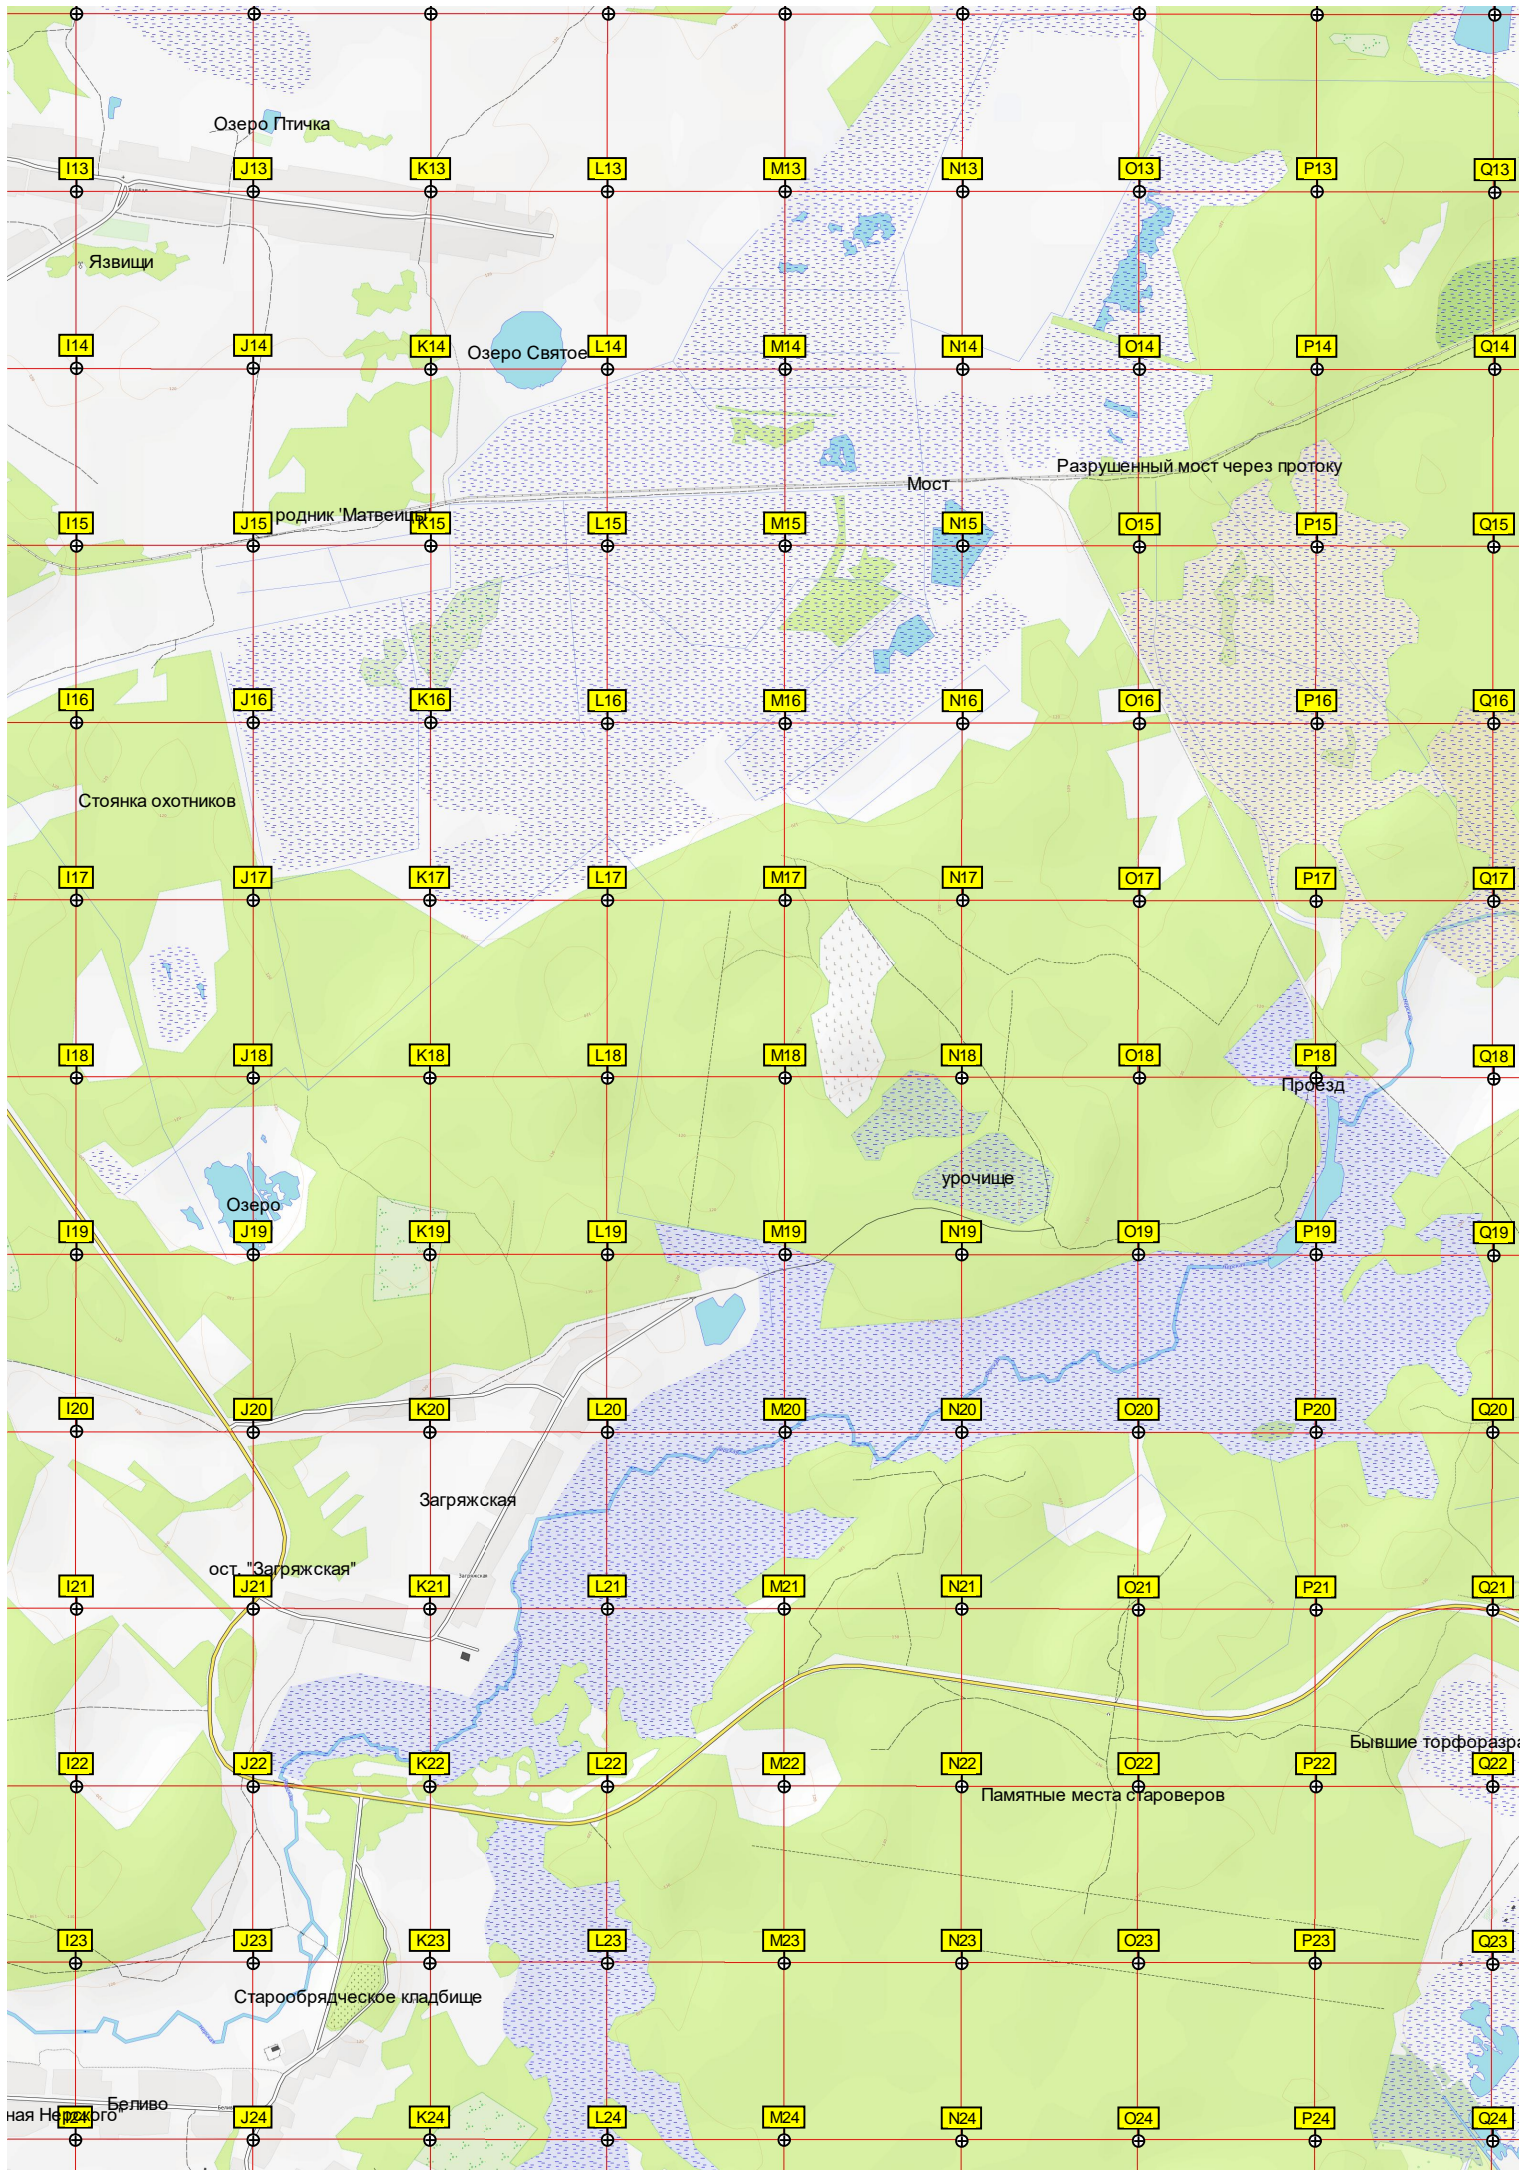 Озеро Птичка
I13 J13 K13 L13 M13 N13 O13 P13 Q13
Язвищи
I14 J14 K14 L14 M14 N14 O14 P14 Q14
Озеро Святое
Разрушенный мост через протоку
Мост
родник 'Матвеицы'
I15 J15 K15 L15 M15 N15 O15 P15 Q15
I16 J16 K16 L16 M16 N16 O16 P16 Q16
Стоянка охотников
I17 J17 K17 L17 M17 N17 O17 P17 Q17
I18 J18 K18 L18 M18 N18 O18 P18 Q18
Проезд
урочище
Озеро
I19 J19 K19 L19 M19 N19 O19 P19 Q19
I20 J20 K20 L20 M20 N20 O20 P20 Q20
Загряжская
ост. "Загряжская"
Загряжская
I21 J21 K21 L21 M21 N21 O21 P21 Q21
Бывшие торфоразра
I22 J22 K22 L22 M22 N22 O22 P22 Q22
Памятные места староверов
I23 J23 K23 L23 M23 N23 O23 P23 Q23
Старообрядческое кладбище
Беливо
ная Нерского"
I24 J24 K24 L24 M24 N24 O24 P24 Q24